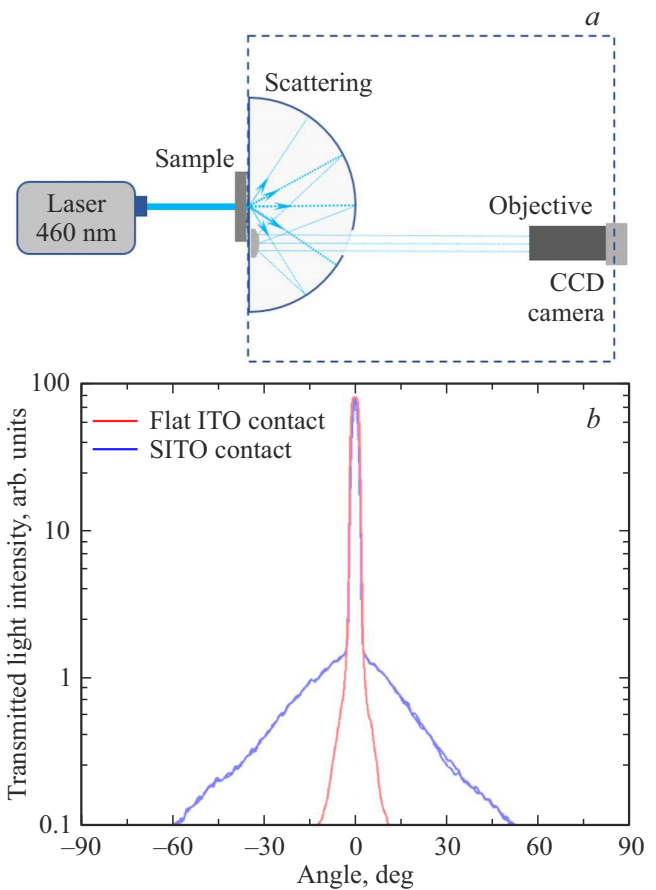 a
Scattering
Sample
Laser
460 nm
Objective
CCD
camera
100
b
Flat ITO contact
SITO contact
10
1
0.1
Transmitted light intensity, arb. units
–90
–60
–30
0
30
60
90
Angle, deg